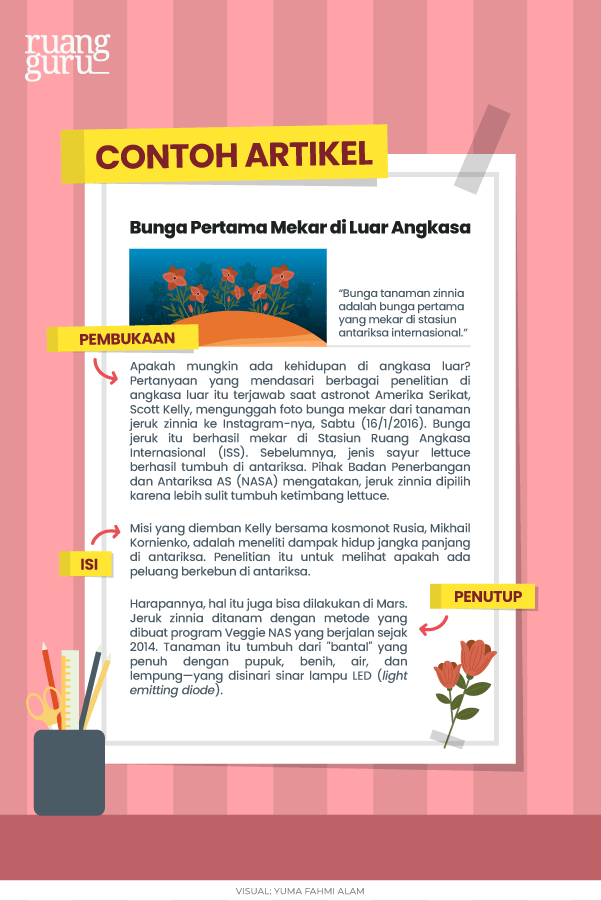 ruang
guru_
CONTOH ARTIKEL
Bunga Pertama Mekar di Luar Angkasa
“Bunga tanaman zinnia
adalah bunga pertama
yang mekar di stasiun
antariksa internasional.”
PEMBUKAAN
Apakah mungkin ada kehidupan di angkasa luar?
Pertanyaan yang mendasari berbagai penelitian di
angkasa luar itu terjawab saat astronot Amerika Serikat,
Scott Kelly, mengunggah foto bunga mekar dari tanaman
jeruk zinnia ke Instagram-nya, Sabtu (16/1/2016). Bunga
jeruk itu berhasil mekar di Stasiun Ruang Angkasa
Internasional (ISS). Sebelumnya, jenis sayur lettuce
berhasil tumbuh di antariksa. Pihak Badan Penerbangan
dan Antariksa AS (NASA) mengatakan, jeruk zinnia dipilih
karena lebih sulit tumbuh ketimbang lettuce.
ISI
Misi yang diemban Kelly bersama kosmonot Rusia, Mikhail
Kornienko, adalah meneliti dampak hidup jangka panjang
di antariksa. Penelitian itu untuk melihat apakah ada
peluang berkebun di antariksa.
PENUTUP
Harapannya, hal itu juga bisa dilakukan di Mars.
Jeruk zinnia ditanam dengan metode yang
dibuat program Veggie NAS yang berjalan sejak
2014. Tanaman itu tumbuh dari "bantal" yang
penuh dengan pupuk, benih, air, dan
lempung—yang disinari sinar lampu LED (light
emitting diode).
VISUAL: YUMA FAHMI ALAM